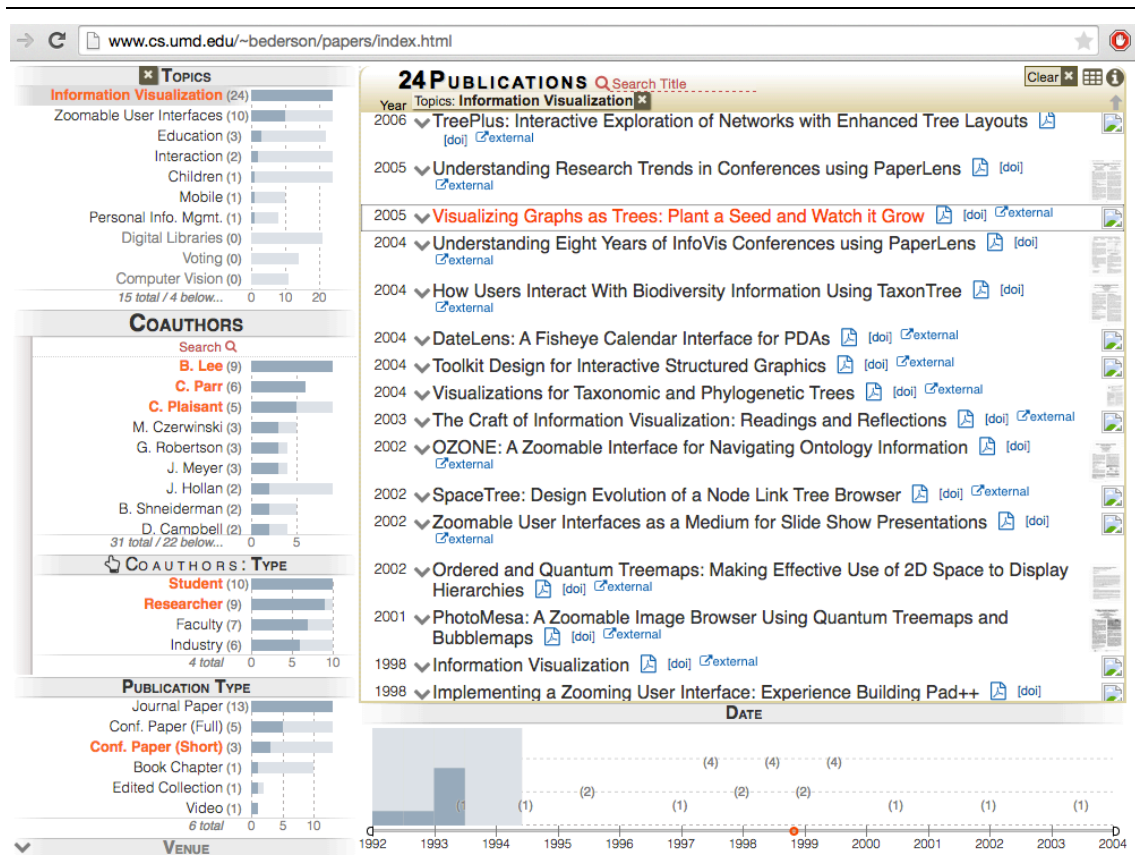 www.cs.umd.edu/~bederson/papers/index.html
TOPICS
Information Visualization (24)
Zoomable User Interfaces (10)
Education (3)
Interaction (2)
Children (1)
Mobile (1)
Personal Info. Mgmt. (1)
Digital Libraries (0)
Voting (0)
Computer Vision (0)
15 total / 4 below... 0 10 20
COAUTHORS
Search
B. Lee (9)
C. Parr (6)
C. Plaisant (5)
M. Czerwinski (3)
G. Robertson (3)
J. Meyer (3)
J. Hollan (2)
B. Shneiderman (2)
D. Campbell (2)
31 total / 22 below... 0 5
COAUTHORS: TYPE
Student (10)
Researcher (9)
Faculty (7)
Industry (6)
4 total 0 5 10
PUBLICATION TYPE
Journal Paper (13)
Conf. Paper (Full) (5)
Conf. Paper (Short) (3)
Book Chapter (1)
Edited Collection (1)
Video (1)
6 total 0 5 10
VENUE
24 PUBLICATIONS Search Title Clear
Year Topics: Information Visualization
2006 TreePlus: Interactive Exploration of Networks with Enhanced Tree Layouts
[doi] external
2005 Understanding Research Trends in Conferences using PaperLens [doi]
external
2005 Visualizing Graphs as Trees: Plant a Seed and Watch it Grow [doi] external
2004 Understanding Eight Years of InfoVis Conferences using PaperLens [doi]
external
2004 How Users Interact With Biodiversity Information Using TaxonTree [doi]
external
2004 DateLens: A Fisheye Calendar Interface for PDAs [doi] external
2004 Toolkit Design for Interactive Structured Graphics [doi] external
2004 Visualizations for Taxonomic and Phylogenetic Trees [doi] external
2003 The Craft of Information Visualization: Readings and Reflections [doi] external
2002 OZONE: A Zoomable Interface for Navigating Ontology Information [doi]
external
2002 SpaceTree: Design Evolution of a Node Link Tree Browser [doi] external
2002 Zoomable User Interfaces as a Medium for Slide Show Presentations [doi]
external
2002 Ordered and Quantum Treemaps: Making Effective Use of 2D Space to Display
Hierarchies [doi] external
2001 PhotoMesa: A Zoomable Image Browser Using Quantum Treemaps and
Bubblemaps [doi] external
1998 Information Visualization [doi] external
1998 Implementing a Zooming User Interface: Experience Building Pad++ [doi]
DATE
(4) (4) (4)
(2) (2) (2)
(1) (1) (1) (1) (1)
1992 1993 1994 1995 1996 1997 1998 1999 2000 2001 2002 2003 2004